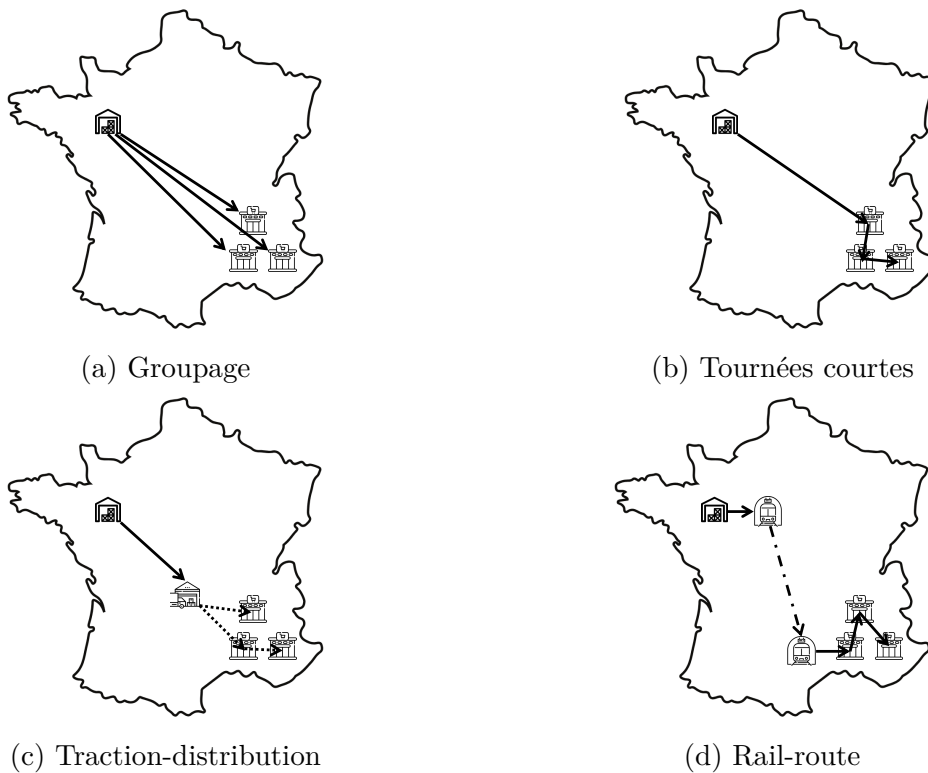 (a) Groupage
(b) Tournées courtes
(c) Traction-distribution
(d) Rail-route